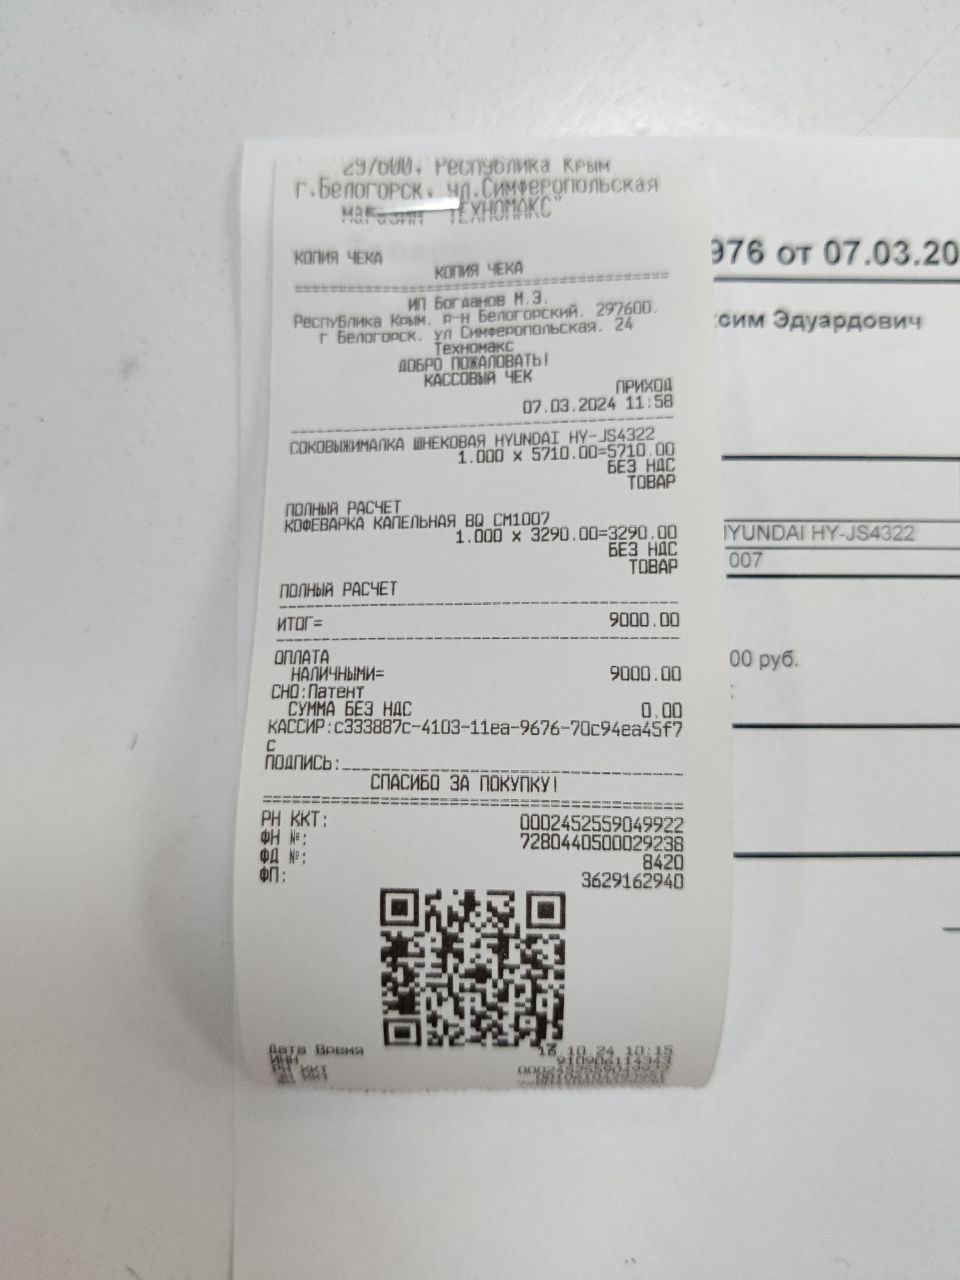 297600, Республика Крым
г.Белогорск, ул.Симферопольская
магазин "ТЕХНОМАКС"
КОПИЯ ЧЕКА
КОПИЯ ЧЕКА
ИП Богданов М.Э.
Республика Крым, р-н Белогорский, 297600,
г Белогорск, ул Симферопольская, 24
Техномакс
ДОБРО ПОЖАЛОВАТЬ!
КАССОВЫЙ ЧЕК
ПРИХОД
07.03.2024 11:58
СОКОВЫЖИМАЛКА ШНЕКОВАЯ HYUNDAI HY-JS4322
1.000 x 5710.00=5710.00
БЕЗ НДС
ТОВАР
ПОЛНЫЙ РАСЧЕТ
КОФЕВАРКА КАПЕЛЬНАЯ BQ CM1007
1.000 x 3290.00=3290.00
БЕЗ НДС
ТОВАР
ПОЛНЫЙ РАСЧЕТ
ИТОГ= 9000.00
ОПЛАТА
НАЛИЧНЫМИ= 9000.00
СНО:Патент
СУММА БЕЗ НДС 0.00
КАССИР:c333887c-4103-11ea-9676-70c94ea45f7
c
ПОДПИСЬ:
СПАСИБО ЗА ПОКУПКУ!
РН ККТ: 0002452559049922
ФН №: 7280440500029238
ФД №: 8420
ФП: 3629162940
Дата Время 16.10.24 10:15
ИНН
РН ККТ
976 от 07.03.20
сим Эдуардович
YUNDAI HY-JS4322
007
00 руб.
: